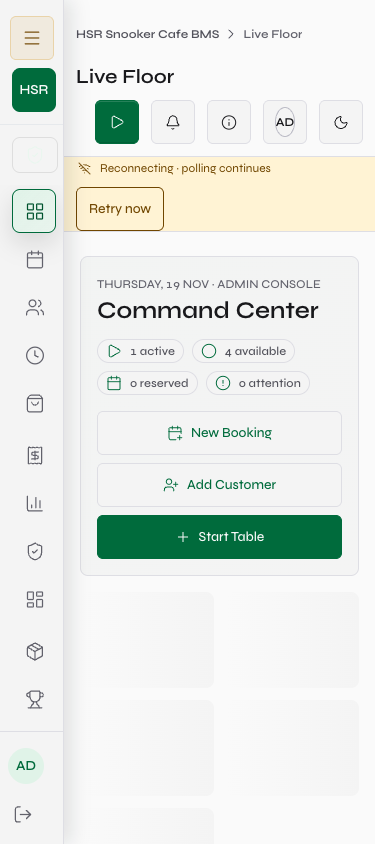 HSR
HSR Snooker Cafe BMS > Live Floor
Live Floor
AD
Reconnecting · polling continues
Retry now
THURSDAY, 19 NOV · ADMIN CONSOLE
Command Center
1 active
4 available
0 reserved
0 attention
New Booking
Add Customer
Start Table
AD